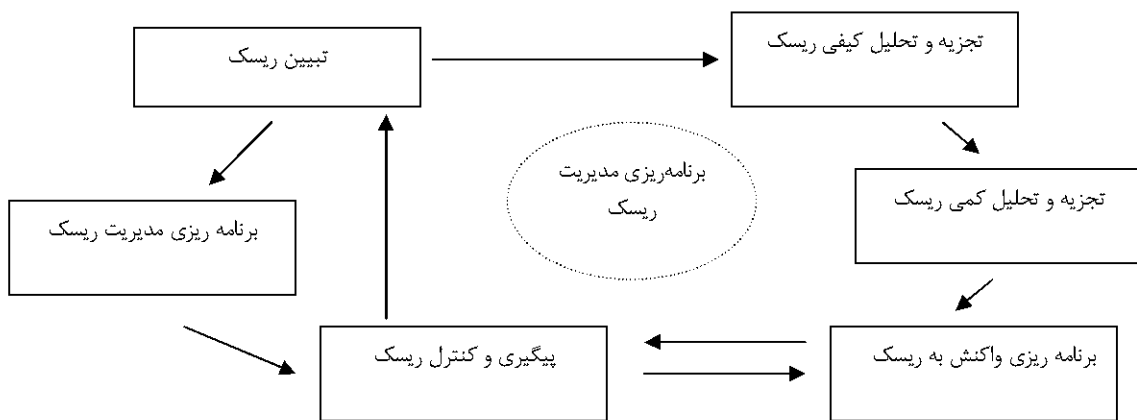 تجزیه و تحلیل کیفی ریسک
تبیین ریسک
برنامه‌ریزی مدیریت
ریسک
تجزیه و تحلیل کمی ریسک
برنامه ریزی مدیریت ریسک
برنامه ریزی واکنش به ریسک
پیگیری و کنترل ریسک